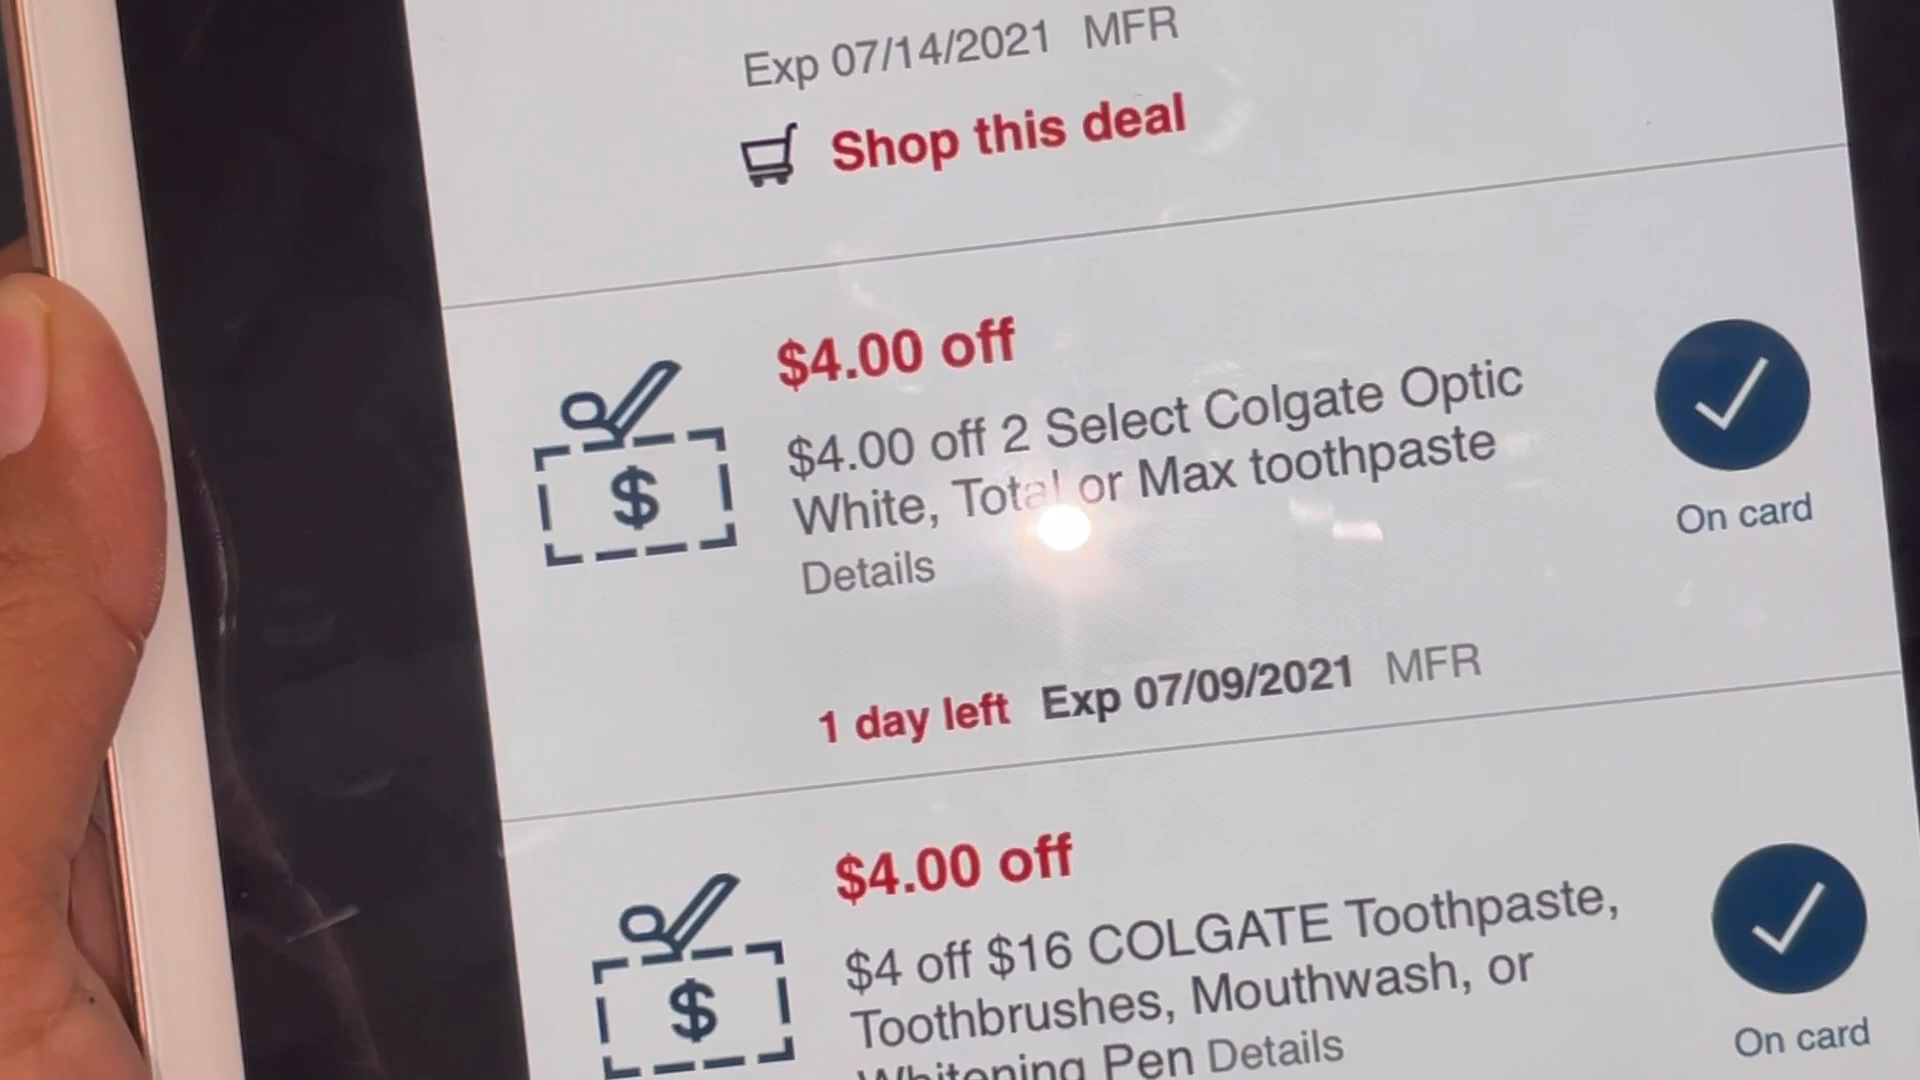 Exp 07/14/2021 MFR
Shop this deal
$4.00 off
$4.00 off 2 Select Colgate Optic
White, Total or Max toothpaste
Details
On card
1 day left Exp 07/09/2021 MFR
$4.00 off
$4 off $16 COLGATE Toothpaste,
Toothbrushes, Mouthwash, or
Whitening Pen Details
On card
$
$